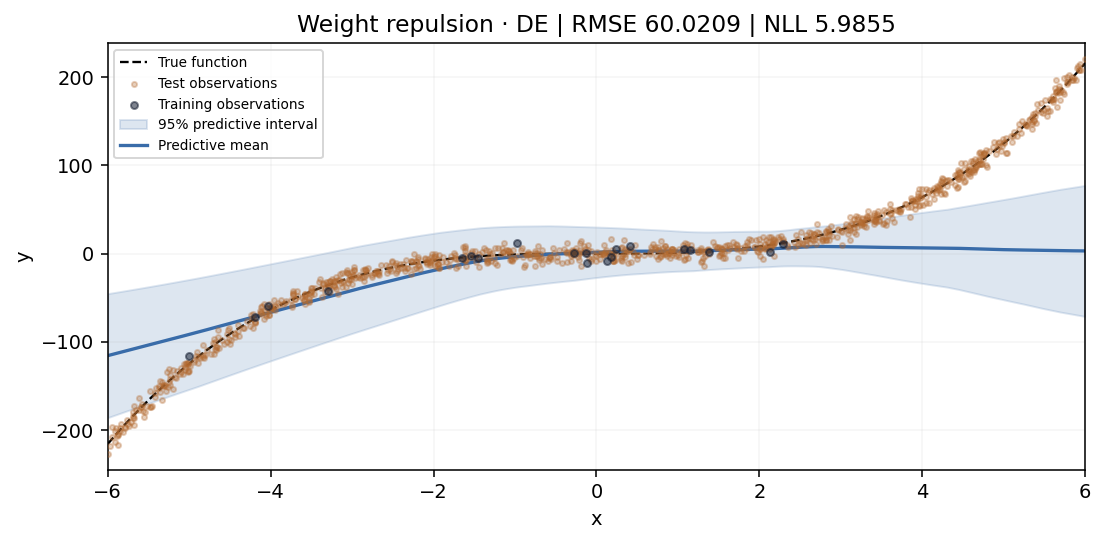 Weight repulsion · DE | RMSE 60.0209 | NLL 5.9855
True function
Test observations
Training observations
95% predictive interval
Predictive mean
y
200
100
0
−100
−200
−6
−4
−2
0
2
4
6
x